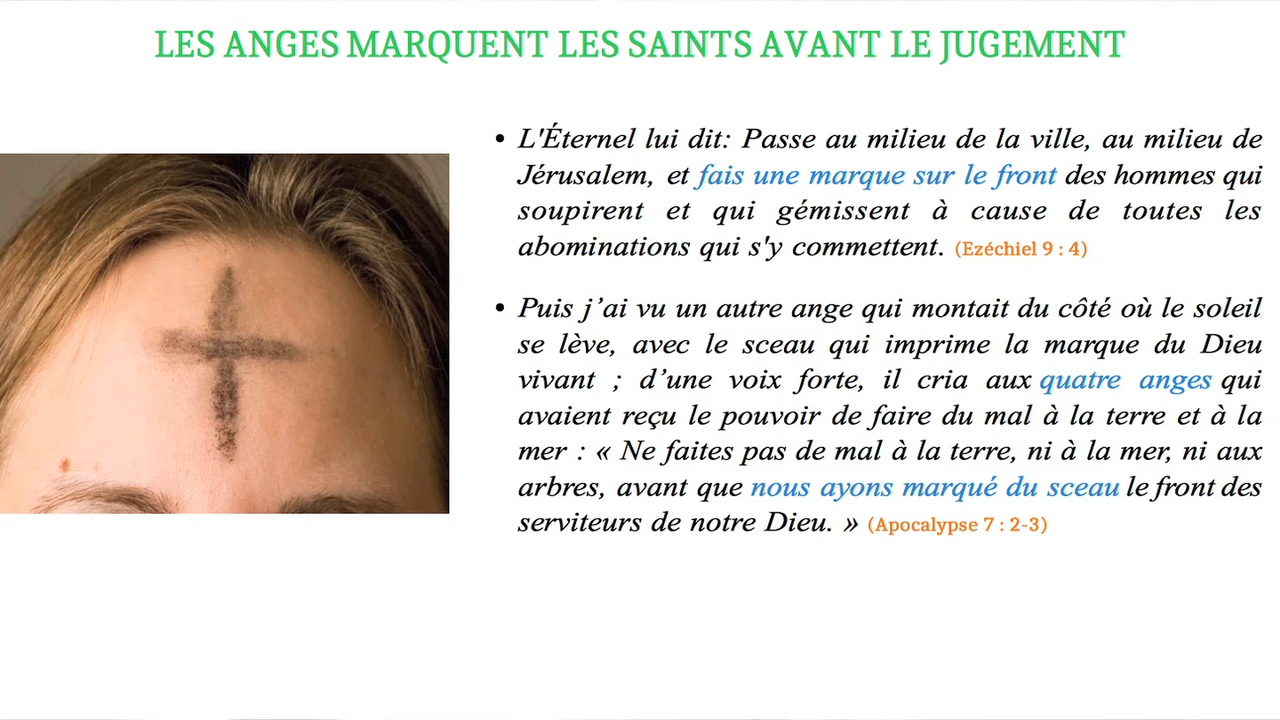 LES ANGES MARQUENT LES SAINTS AVANT LE JUGEMENT
• L'Éternel lui dit: Passe au milieu de la ville, au milieu de
Jérusalem, et fais une marque sur le front des hommes qui
soupirent et qui gémissent à cause de toutes les
abominations qui s'y commettent. (Ezéchiel 9 : 4)
• Puis j’ai vu un autre ange qui montait du côté où le soleil
se lève, avec le sceau qui imprime la marque du Dieu
vivant ; d’une voix forte, il cria aux quatre anges qui
avaient reçu le pouvoir de faire du mal à la terre et à la
mer : « Ne faites pas de mal à la terre, ni à la mer, ni aux
arbres, avant que nous ayons marqué du sceau le front des
serviteurs de notre Dieu. » (Apocalypse 7 : 2-3)